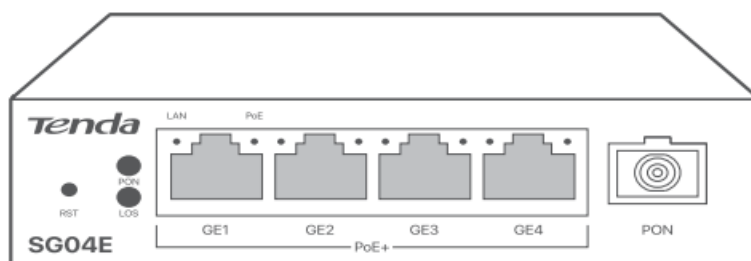 LAN PoE
Tenda
PON
LOS
RST
SG04E
GE1 GE2 GE3 GE4 PON
PoE+